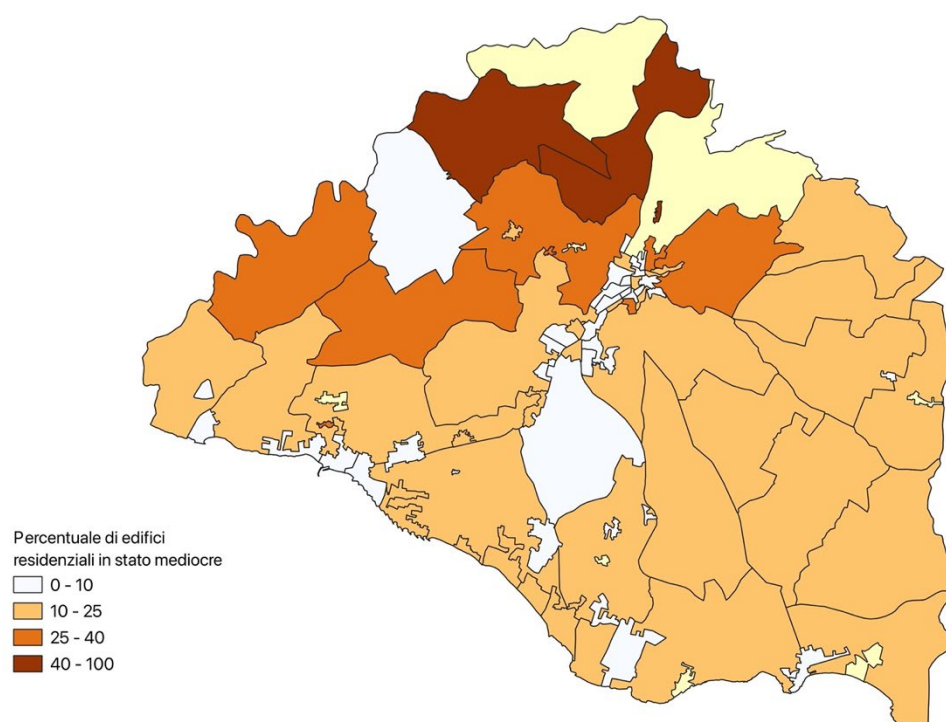 Percentuale di edifici
residenziali in stato mediocre
0 - 10
10 - 25
25 - 40
40 - 100